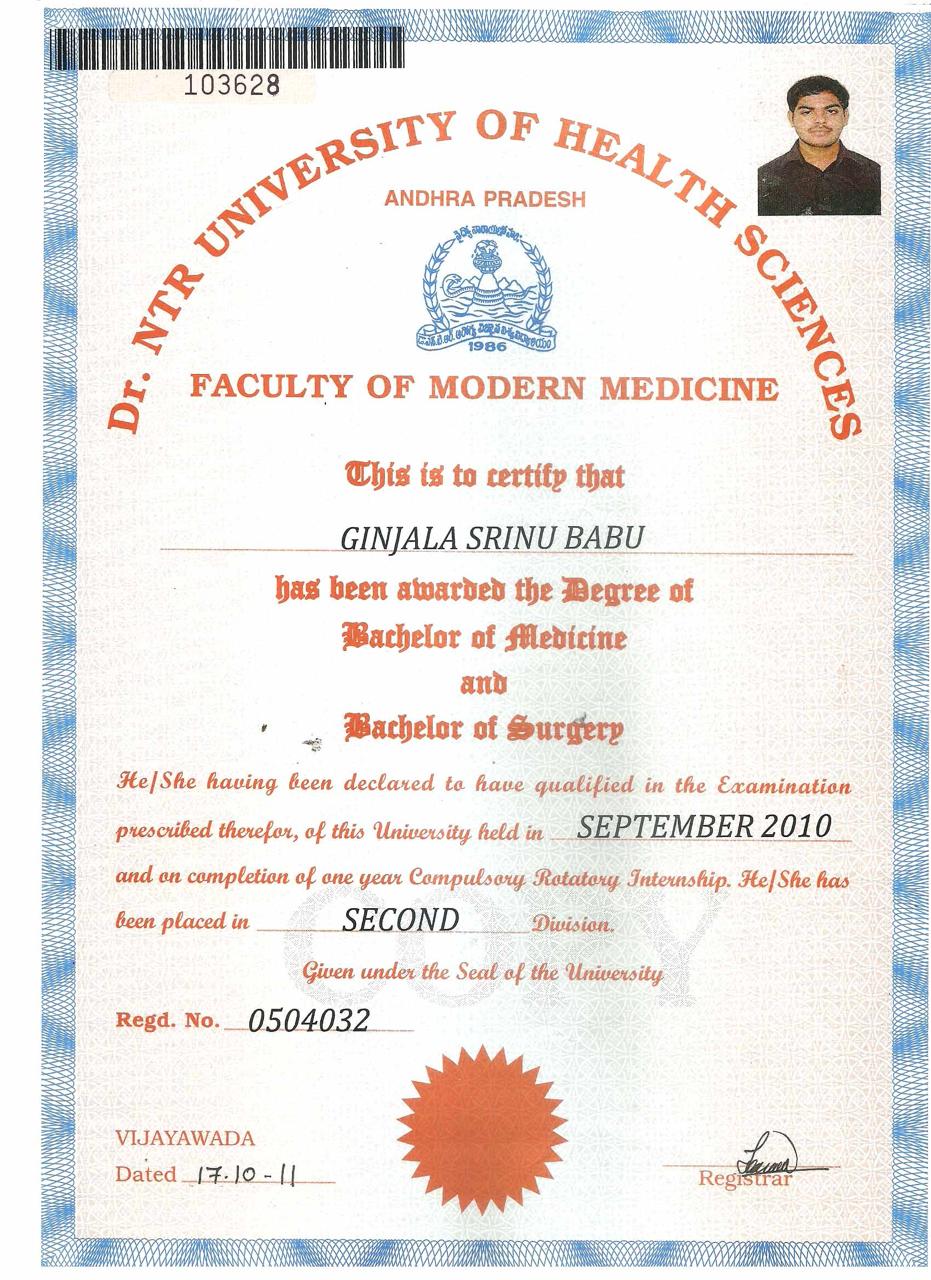 103628
Dr. NTR UNIVERSITY OF HEALTH SCIENCES
ANDHRA PRADESH
1986
FACULTY OF MODERN MEDICINE
This is to certify that
GINJALA SRINU BABU
has been awarded the Degree of
Bachelor of Medicine
and
Bachelor of Surgery
He/She having been declared to have qualified in the Examination
prescribed therefor, of this University held in SEPTEMBER 2010
and on completion of one year Compulsory Rotatory Internship. He/She has
been placed in SECOND Division.
COPY
Given under the Seal of the University
Regd. No. 0504032
VIJAYAWADA
Dated 17.10-11
Registrar